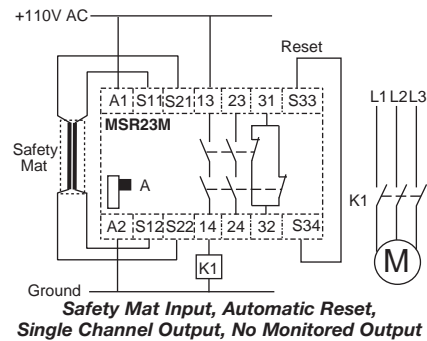 +110V AC
Reset
A1 S11 S21 13 23 31 S33
MSR23M
L1 L2 L3
Safety
Mat
A
K1
A2 S12 S22 14 24 32 S34
K1
M
Ground
Safety Mat Input, Automatic Reset,
Single Channel Output, No Monitored Output